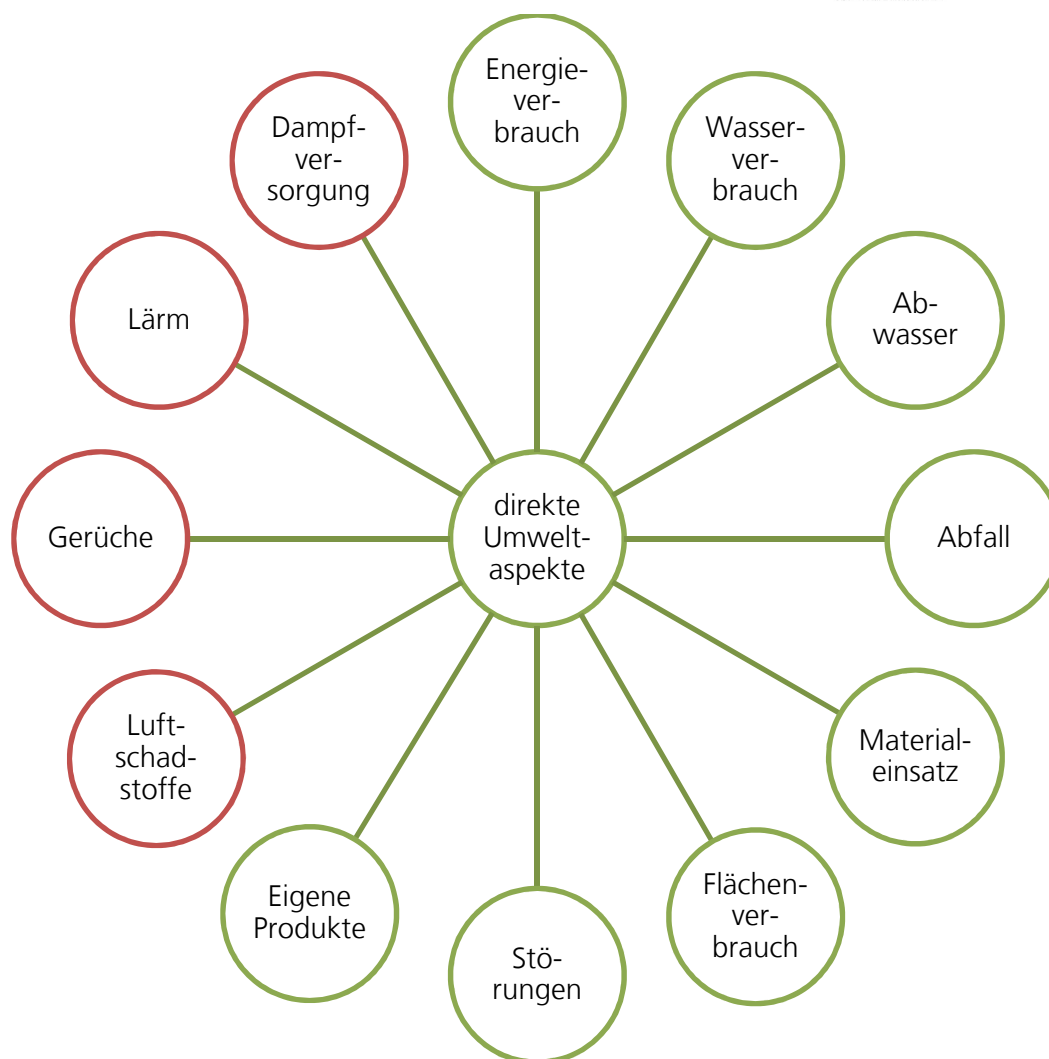 Energie-
ver-
brauch
Wasser-
ver-
brauch
Ab-
wasser
Abfall
Material-
einsatz
Flächen-
ver-
brauch
Stö-
rungen
Eigene
Produkte
Luft-
schad-
stoffe
Gerüche
Lärm
Dampf-
ver-
sorgung
direkte
Umwelt-
aspekte